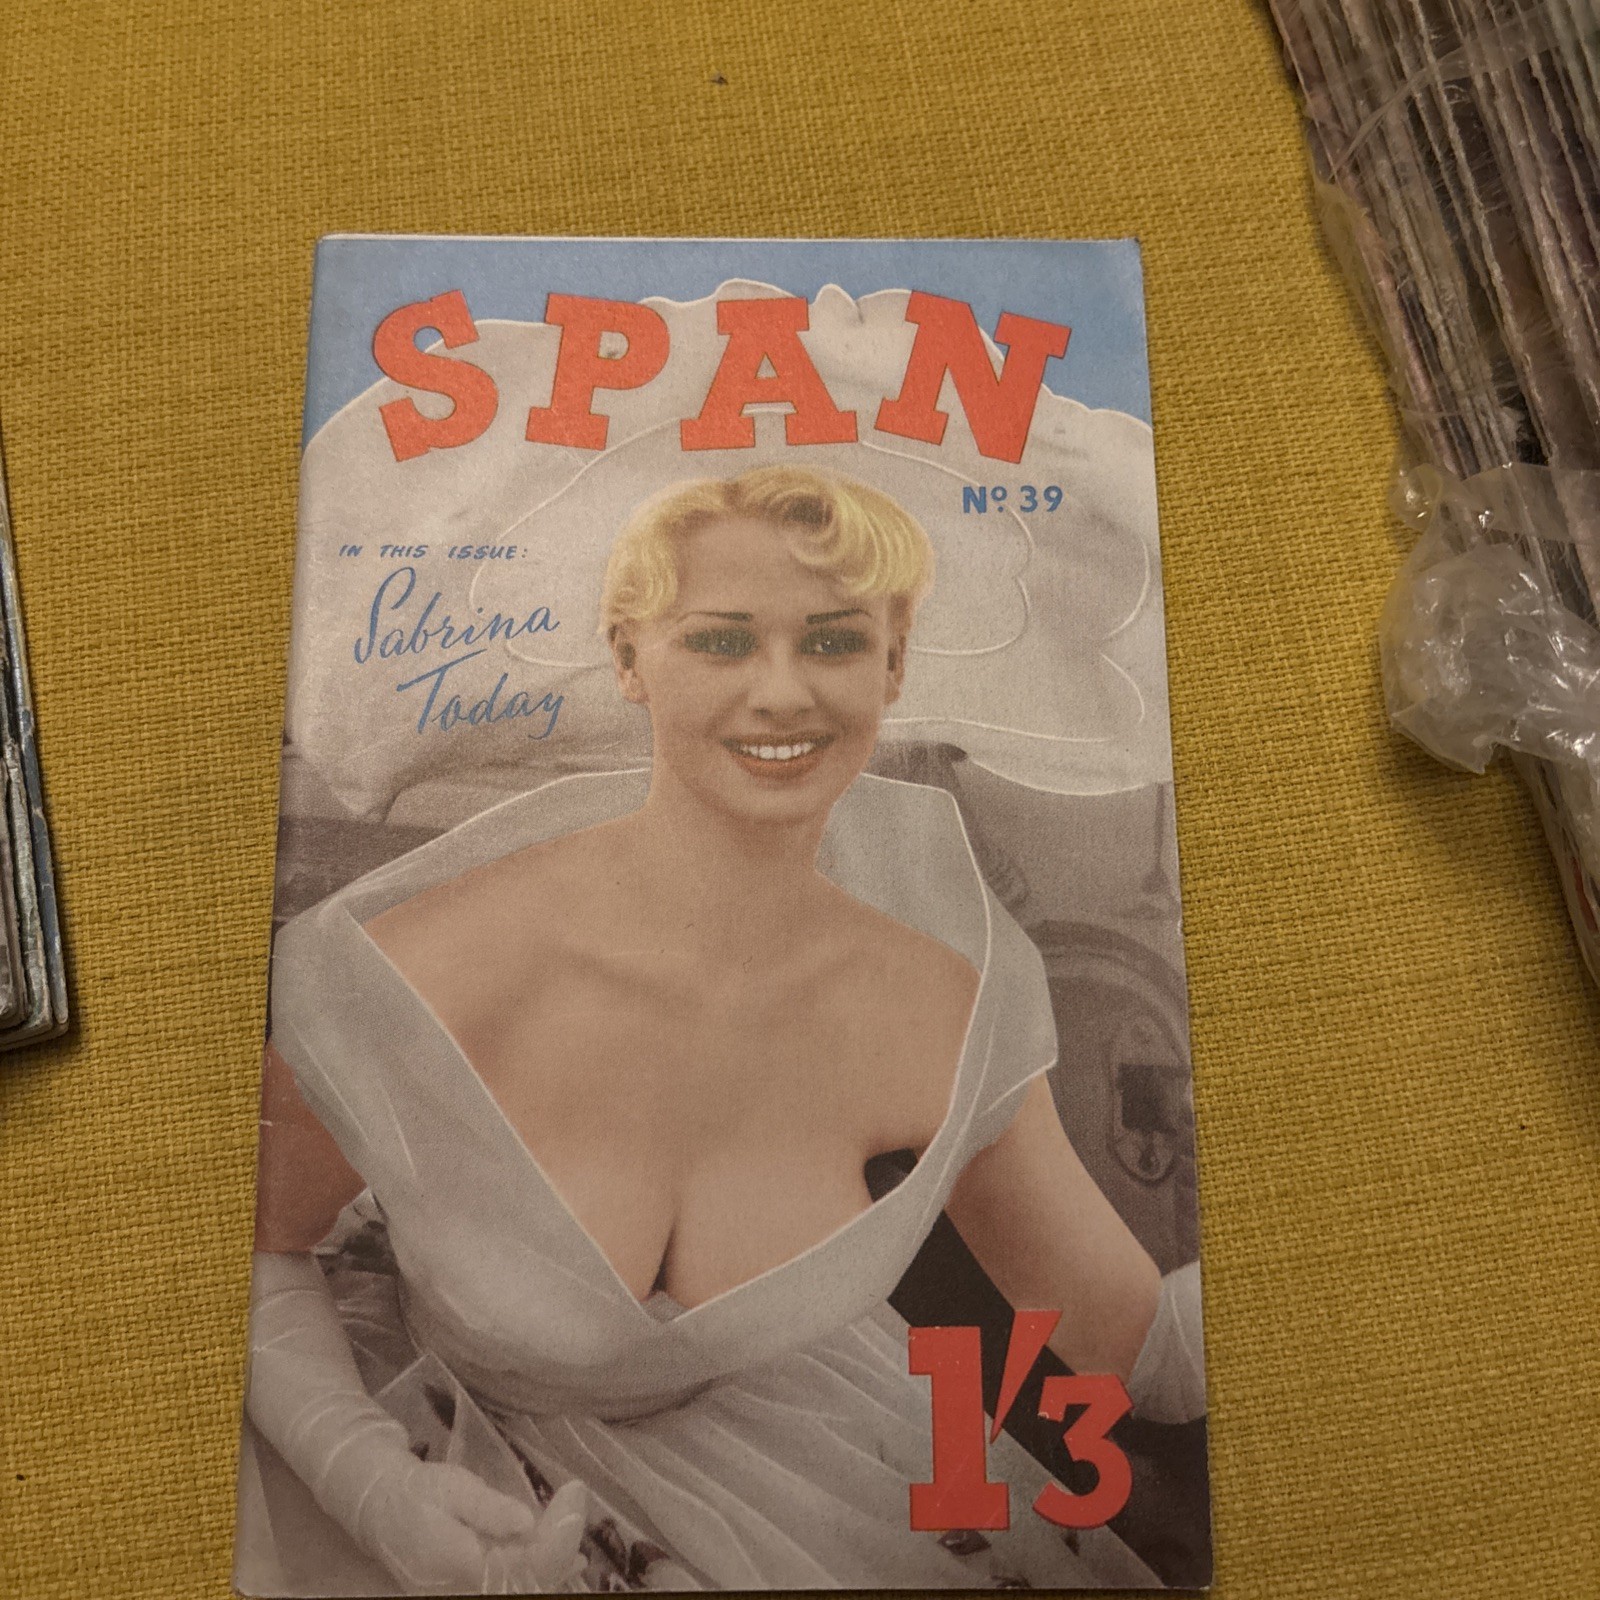 SPAN
Nº. 39
IN THIS ISSUE:
Sabrina
Today
1'3